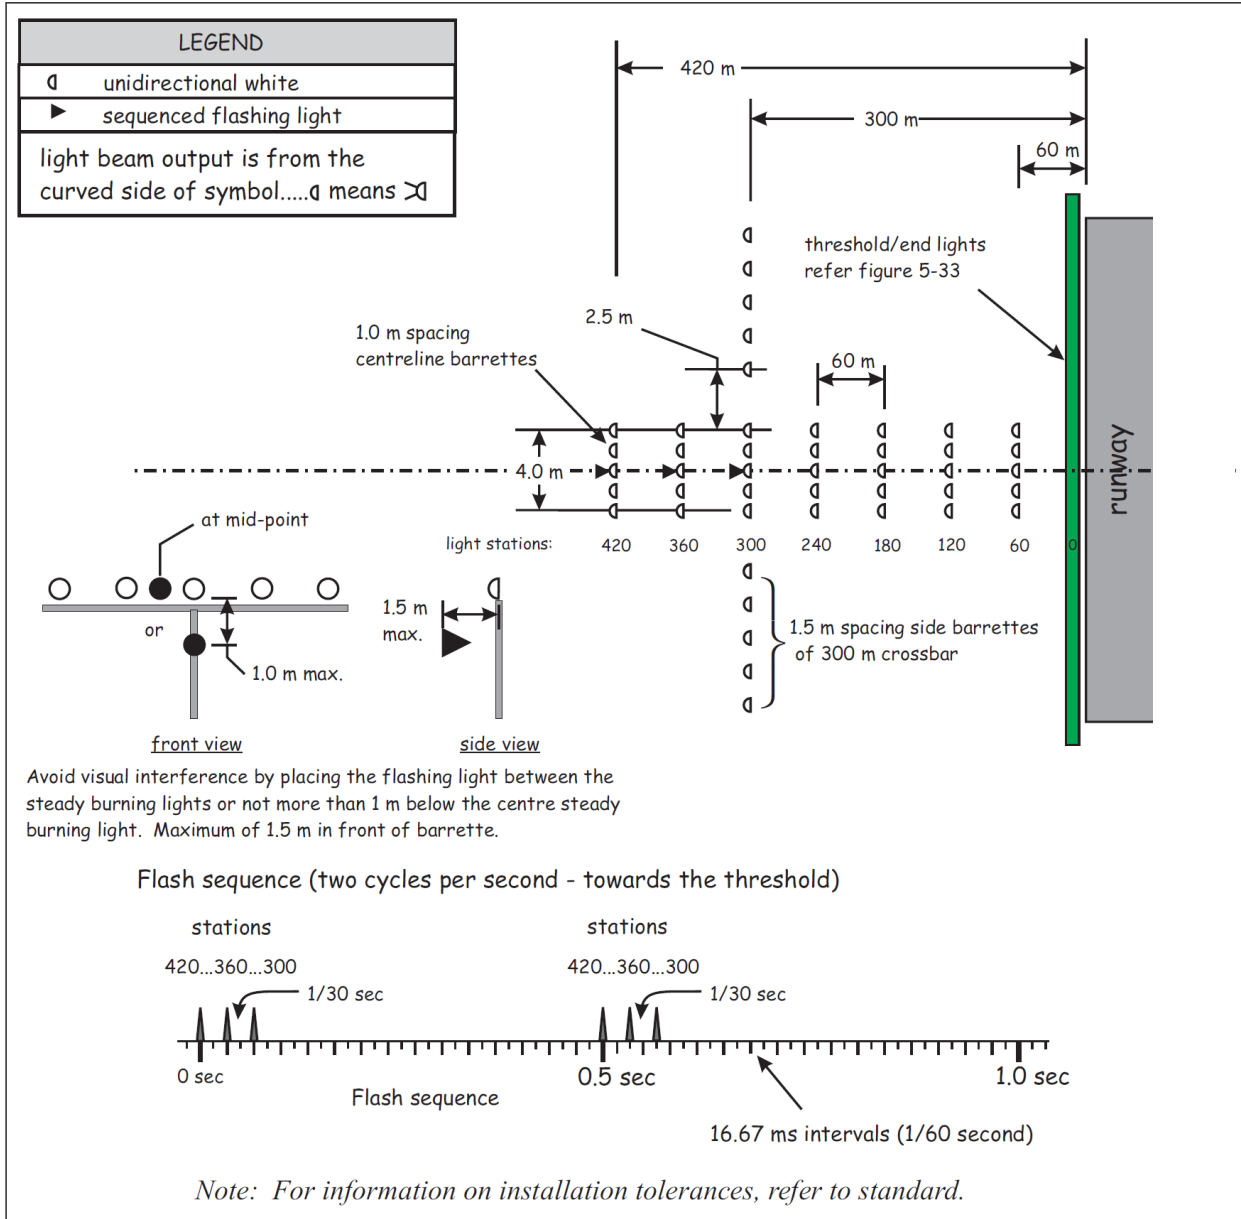 LEGEND
unidirectional white
sequenced flashing light
light beam output is from the
curved side of symbol..... means
420 m
300 m
60 m
threshold/end lights
refer figure 5-33
2.5 m
1.0 m spacing
centreline barrettes
60 m
4.0 m
runway
at mid-point
light stations:
420
360
300
240
180
120
60
0
or
1.0 m max.
1.5 m
max.
1.5 m spacing side barrettes
of 300 m crossbar
front view
side view
Avoid visual interference by placing the flashing light between the
steady burning lights or not more than 1 m below the centre steady
burning light. Maximum of 1.5 m in front of barrette.
Flash sequence (two cycles per second - towards the threshold)
stations
420...360...300
1/30 sec
stations
420...360...300
1/30 sec
0 sec
0.5 sec
1.0 sec
Flash sequence
16.67 ms intervals (1/60 second)
Note: For information on installation tolerances, refer to standard.